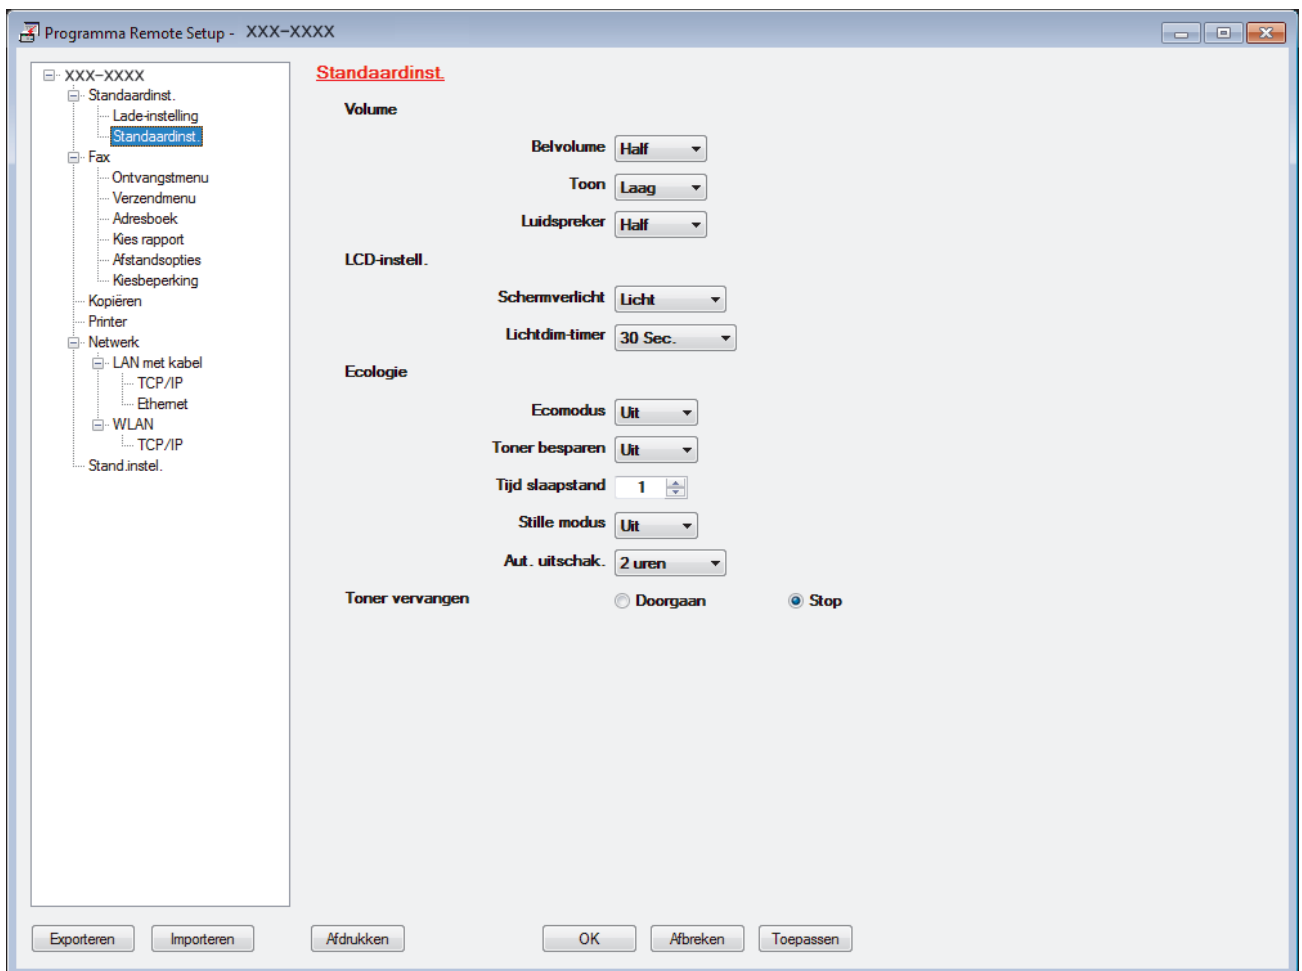 Programma Remote Setup - XXX-XXXX
XXX-XXXX
Standaardinst.
Lade-instelling
Standaardinst.
Fax
Ontvangstmenu
Verzendmenu
Adresboek
Kies rapport
Afstandsopties
Kiesbeperking
Kopiëren
Printer
Netwerk
LAN met kabel
TCP/IP
Ethernet
WLAN
TCP/IP
Stand.instel.
Standaardinst.
Volume
Belvolume Half
Toon Laag
Luidspreker Half
LCD-instell.
Schermverlicht Licht
Lichtdim-timer 30 Sec.
Ecologie
Ecomodus Uit
Toner besparen Uit
Tijd slaapstand 1
Stille modus Uit
Aut. uitschak. 2 uren
Toner vervangen Doorgaan Stop
Exporteren Importeren Afdrukken OK Afbreken Toepassen